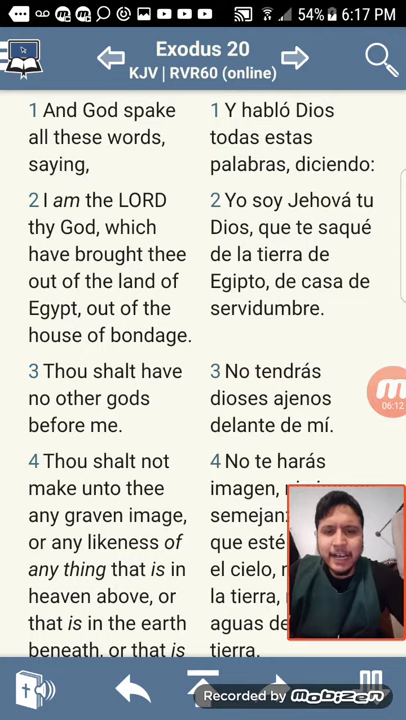 54% 6:17 PM
Exodus 20
KJV | RVR60 (online)
1 And God spake
all these words,
saying,
1 Y habló Dios
todas estas
palabras, diciendo:
2 I am the LORD
thy God, which
have brought thee
out of the land of
Egypt, out of the
house of bondage.
2 Yo soy Jehová tu
Dios, que te saqué
de la tierra de
Egipto, de casa de
servidumbre.
3 Thou shalt have
no other gods
before me.
3 No tendrás
dioses ajenos
delante de mí.
06:12
4 Thou shalt not
make unto thee
any graven image,
or any likeness of
any thing that is in
heaven above, or
that is in the earth
beneath, or that is
4 No te harás
imagen,
que esté
el cielo,
la tierra,
aguas
tierra.
Recorded by mobizen